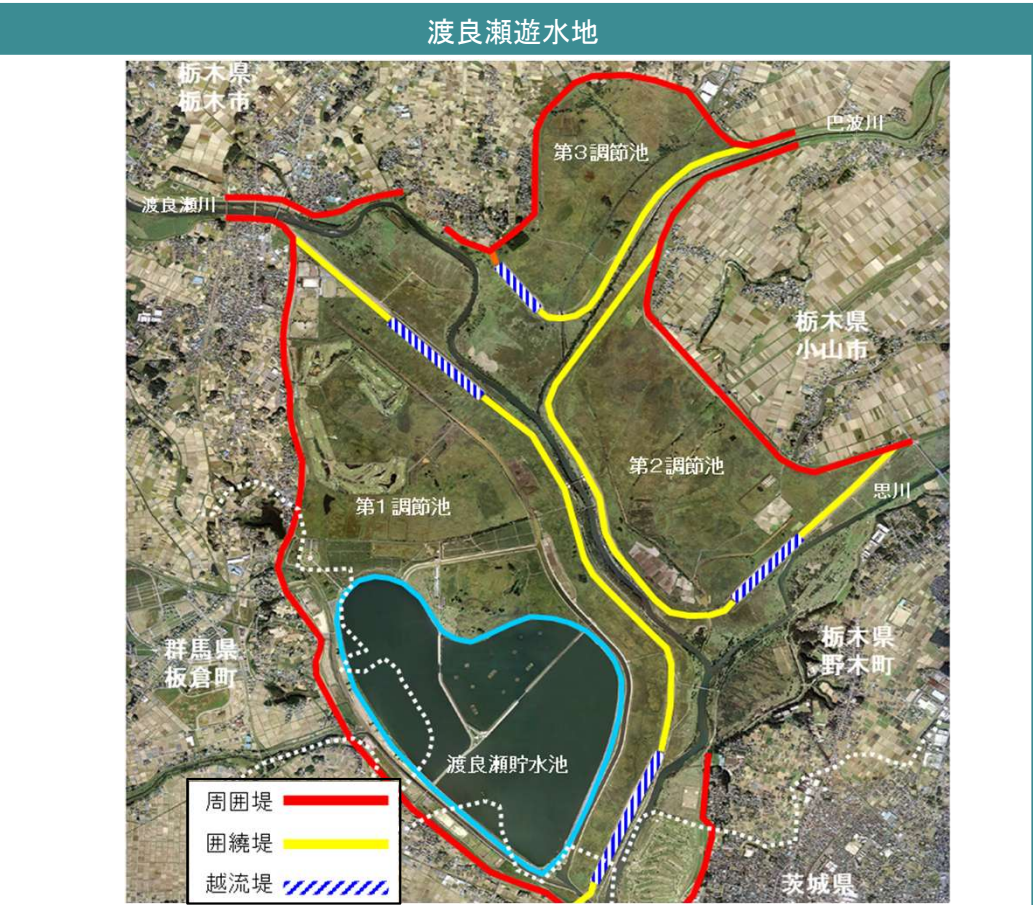 渡良瀬遊水地
栃木県
栃木市
巴波川
第3調節池
渡良瀬川
栃木県
小山市
第2調節池
思川
第1調節池
群馬県
板倉町
栃木県
野木町
渡良瀬貯水池
周囲堤
囲繞堤
越流堤
茨城県